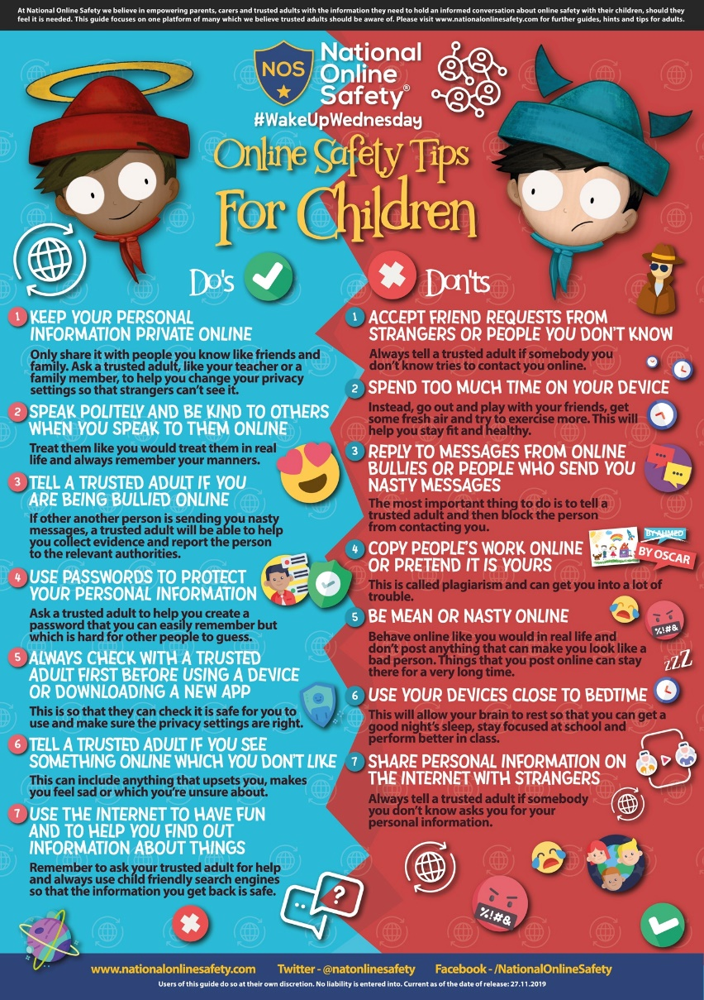 At National Online Safety we believe in empowering parents, carers and trusted adults with the information they need to hold an informed conversation about online safety with their children, should they
feel it is needed. This guide focuses on one platform of many which we believe trusted adults should be aware of. Please visit www.nationalonlinesafety.com for further guides, hints and tips for adults.
NOS
National
Online
Safety®
#WakeUpWednesday
Online Safety Tips
For Children
Do's
1 KEEP YOUR PERSONAL
INFORMATION PRIVATE ONLINE
Only share it with people you know like friends and
family. Ask a trusted adult, like your teacher or a
family member, to help you change your privacy
settings so that strangers can't see it.
2 SPEAK POLITELY AND BE KIND TO OTHERS
WHEN YOU SPEAK TO THEM ONLINE
Treat them like you would treat them in real
life and always remember your manners.
3 TELL A TRUSTED ADULT IF YOU
ARE BEING BULLIED ONLINE
If other another person is sending you nasty
messages, a trusted adult will be able to help
you collect evidence and report the person
to the relevant authorities.
4 USE PASSWORDS TO PROTECT
YOUR PERSONAL INFORMATION
Ask a trusted adult to help you create a
password that you can easily remember but
which is hard for other people to guess.
5 ALWAYS CHECK WITH A TRUSTED
ADULT FIRST BEFORE USING A DEVICE
OR DOWNLOADING A NEW APP
This is so that they can check it is safe for you to
use and make sure the privacy settings are right.
6 TELL A TRUSTED ADULT IF YOU SEE
SOMETHING ONLINE WHICH YOU DON'T LIKE
This can include anything that upsets you, makes
you feel sad or which you're unsure about.
7 USE THE INTERNET TO HAVE FUN
AND TO HELP YOU FIND OUT
INFORMATION ABOUT THINGS
Remember to ask your trusted adult for help
and always use child friendly search engines
so that the information you get back is safe.
?
Don'ts
1 ACCEPT FRIEND REQUESTS FROM
STRANGERS OR PEOPLE YOU DON'T KNOW
Always tell a trusted adult if somebody you
don't know tries to contact you online.
2 SPEND TOO MUCH TIME ON YOUR DEVICE
Instead, go out and play with your friends, get
some fresh air and try to exercise more. This will
help you stay fit and healthy.
3 REPLY TO MESSAGES FROM ONLINE
BULLIES OR PEOPLE WHO SEND YOU
NASTY MESSAGES
The most important thing to do is to tell a
trusted adult and then block the person
from contacting you.
4 COPY PEOPLE'S WORK ONLINE
OR PRETEND IT IS YOURS
BY AHMED
BY OSCAR
This is called plagiarism and can get you into a lot of
trouble.
5 BE MEAN OR NASTY ONLINE
%!#&
Behave online like you would in real life and
don't post anything that can make you look like a
bad person. Things that you post online can stay
there for a very long time.
zzZ
6 USE YOUR DEVICES CLOSE TO BEDTIME
This will allow your brain to rest so that you can get a
good night's sleep, stay focused at school and
perform better in class.
7 SHARE PERSONAL INFORMATION ON
THE INTERNET WITH STRANGERS
Always tell a trusted adult if somebody
you don't know asks you for your
personal information.
%!#&
www.nationalonlinesafety.com Twitter - @natonlinesafety Facebook - /NationalOnlineSafety
Users of this guide do so at their own discretion. No liability is entered into. Current as of the date of release: 27.11.2019